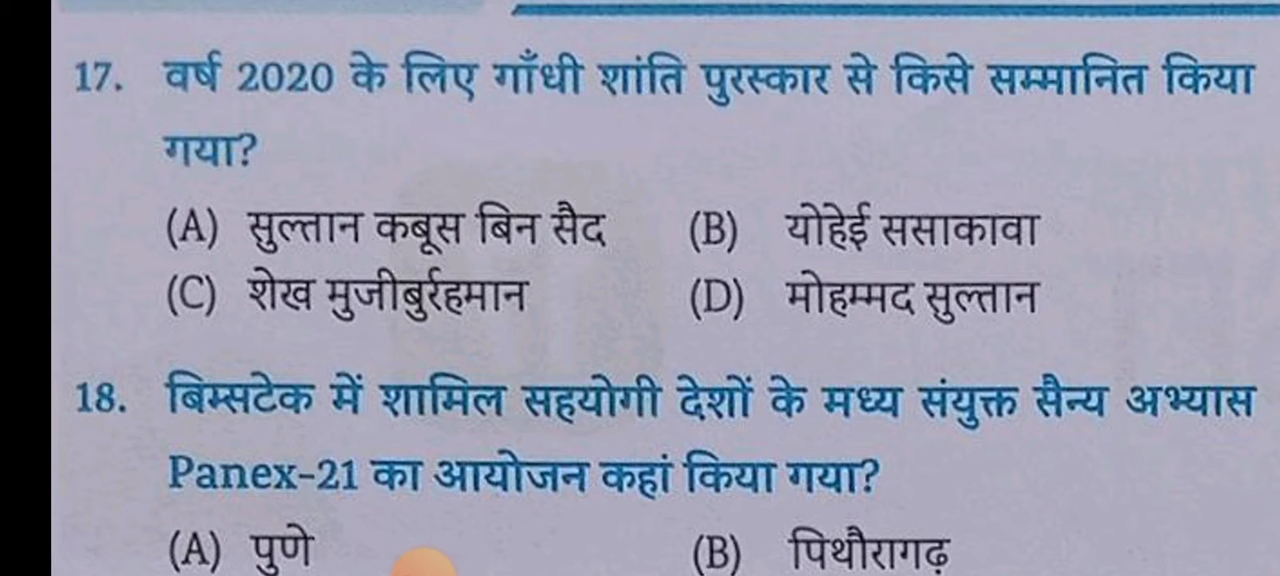 17. वर्ष 2020 के लिए गाँधी शांति पुरस्कार से किसे सम्मानित किया
गया?
(A) सुल्तान कबूस बिन सैद (B) योहेई ससाकावा
(C) शेख मुजीबुर्रहमान (D) मोहम्मद सुल्तान
18. बिम्सटेक में शामिल सहयोगी देशों के मध्य संयुक्त सैन्य अभ्यास
Panex-21 का आयोजन कहां किया गया?
(A) पुणे (B) पिथौरागढ़